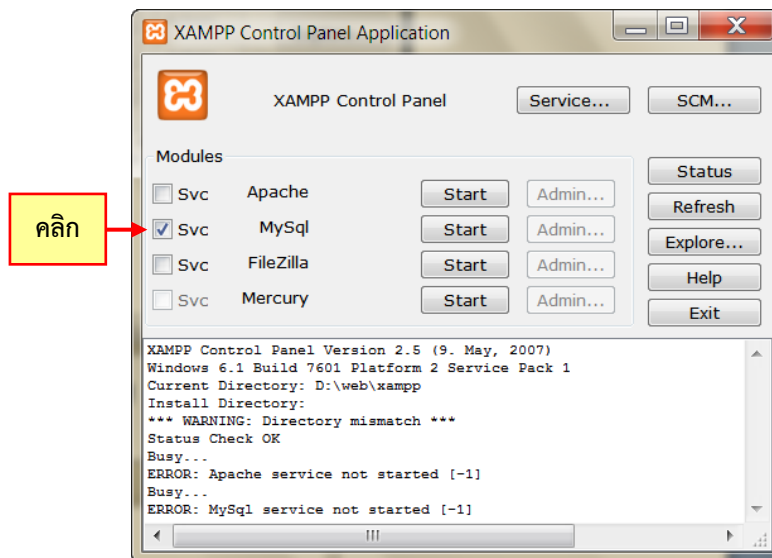 XAMPP Control Panel Application
XAMPP Control Panel Service... SCM...
Modules
Status
Svc Apache Start Admin...
Refresh
คลิก
Svc MySql Start Admin...
Explore...
Svc FileZilla Start Admin...
Help
Svc Mercury Start Admin...
Exit
XAMPP Control Panel Version 2.5 (9. May, 2007)
Windows 6.1 Build 7601 Platform 2 Service Pack 1
Current Directory: D:\web\xampp
Install Directory:
*** WARNING: Directory mismatch ***
Status Check OK
Busy...
ERROR: Apache service not started [-1]
Busy...
ERROR: MySql service not started [-1]